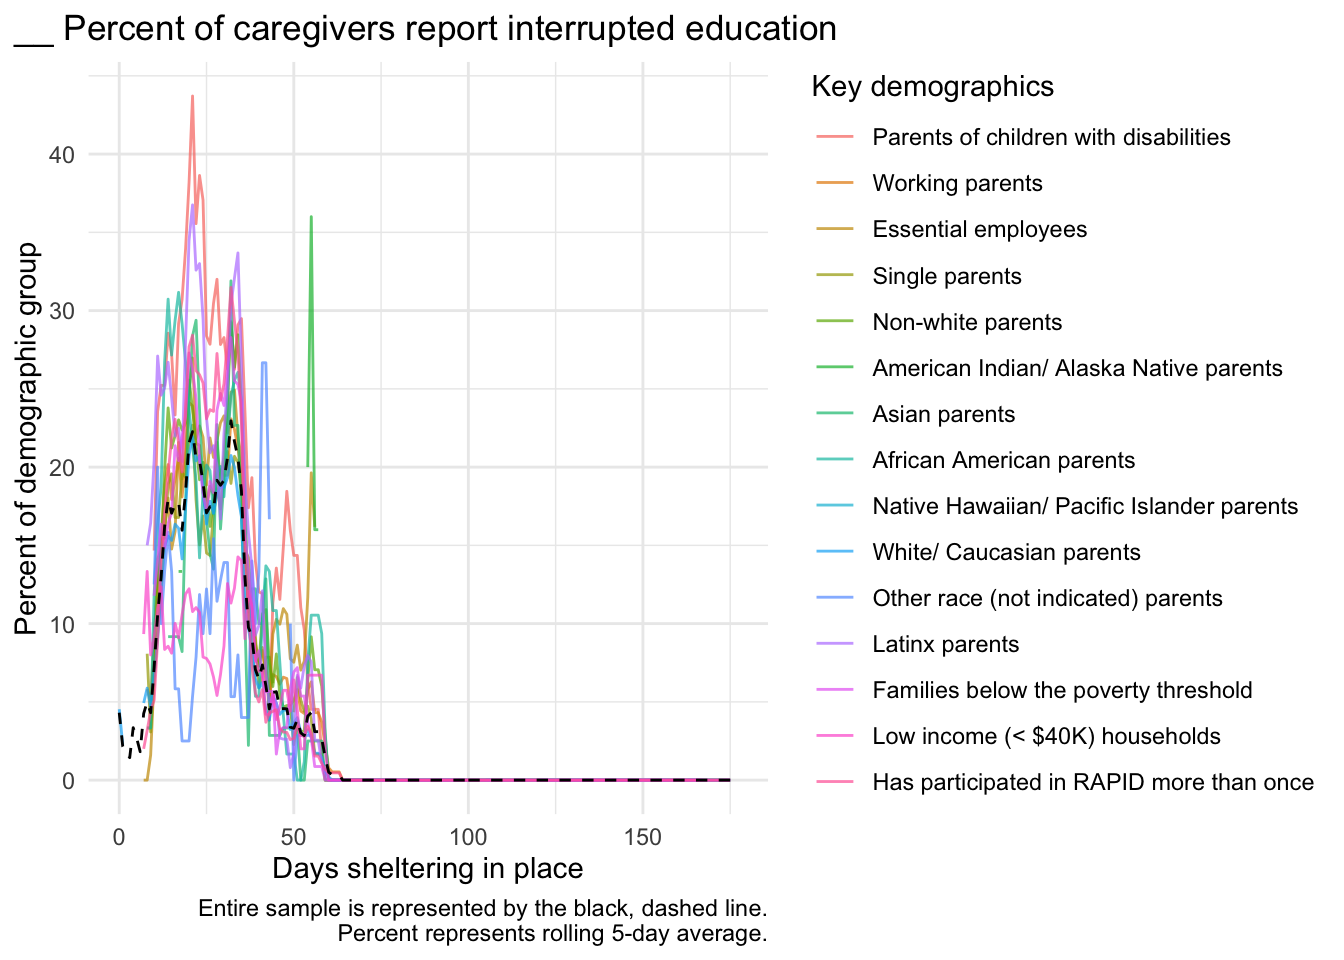 __ Percent of caregivers report interrupted education
Percent of demographic group
40
30
20
10
0
0
50
100
150
Days sheltering in place
Entire sample is represented by the black, dashed line.
Percent represents rolling 5-day average.
Key demographics
Parents of children with disabilities
Working parents
Essential employees
Single parents
Non-white parents
American Indian/ Alaska Native parents
Asian parents
African American parents
Native Hawaiian/ Pacific Islander parents
White/ Caucasian parents
Other race (not indicated) parents
Latinx parents
Families below the poverty threshold
Low income (< $40K) households
Has participated in RAPID more than once